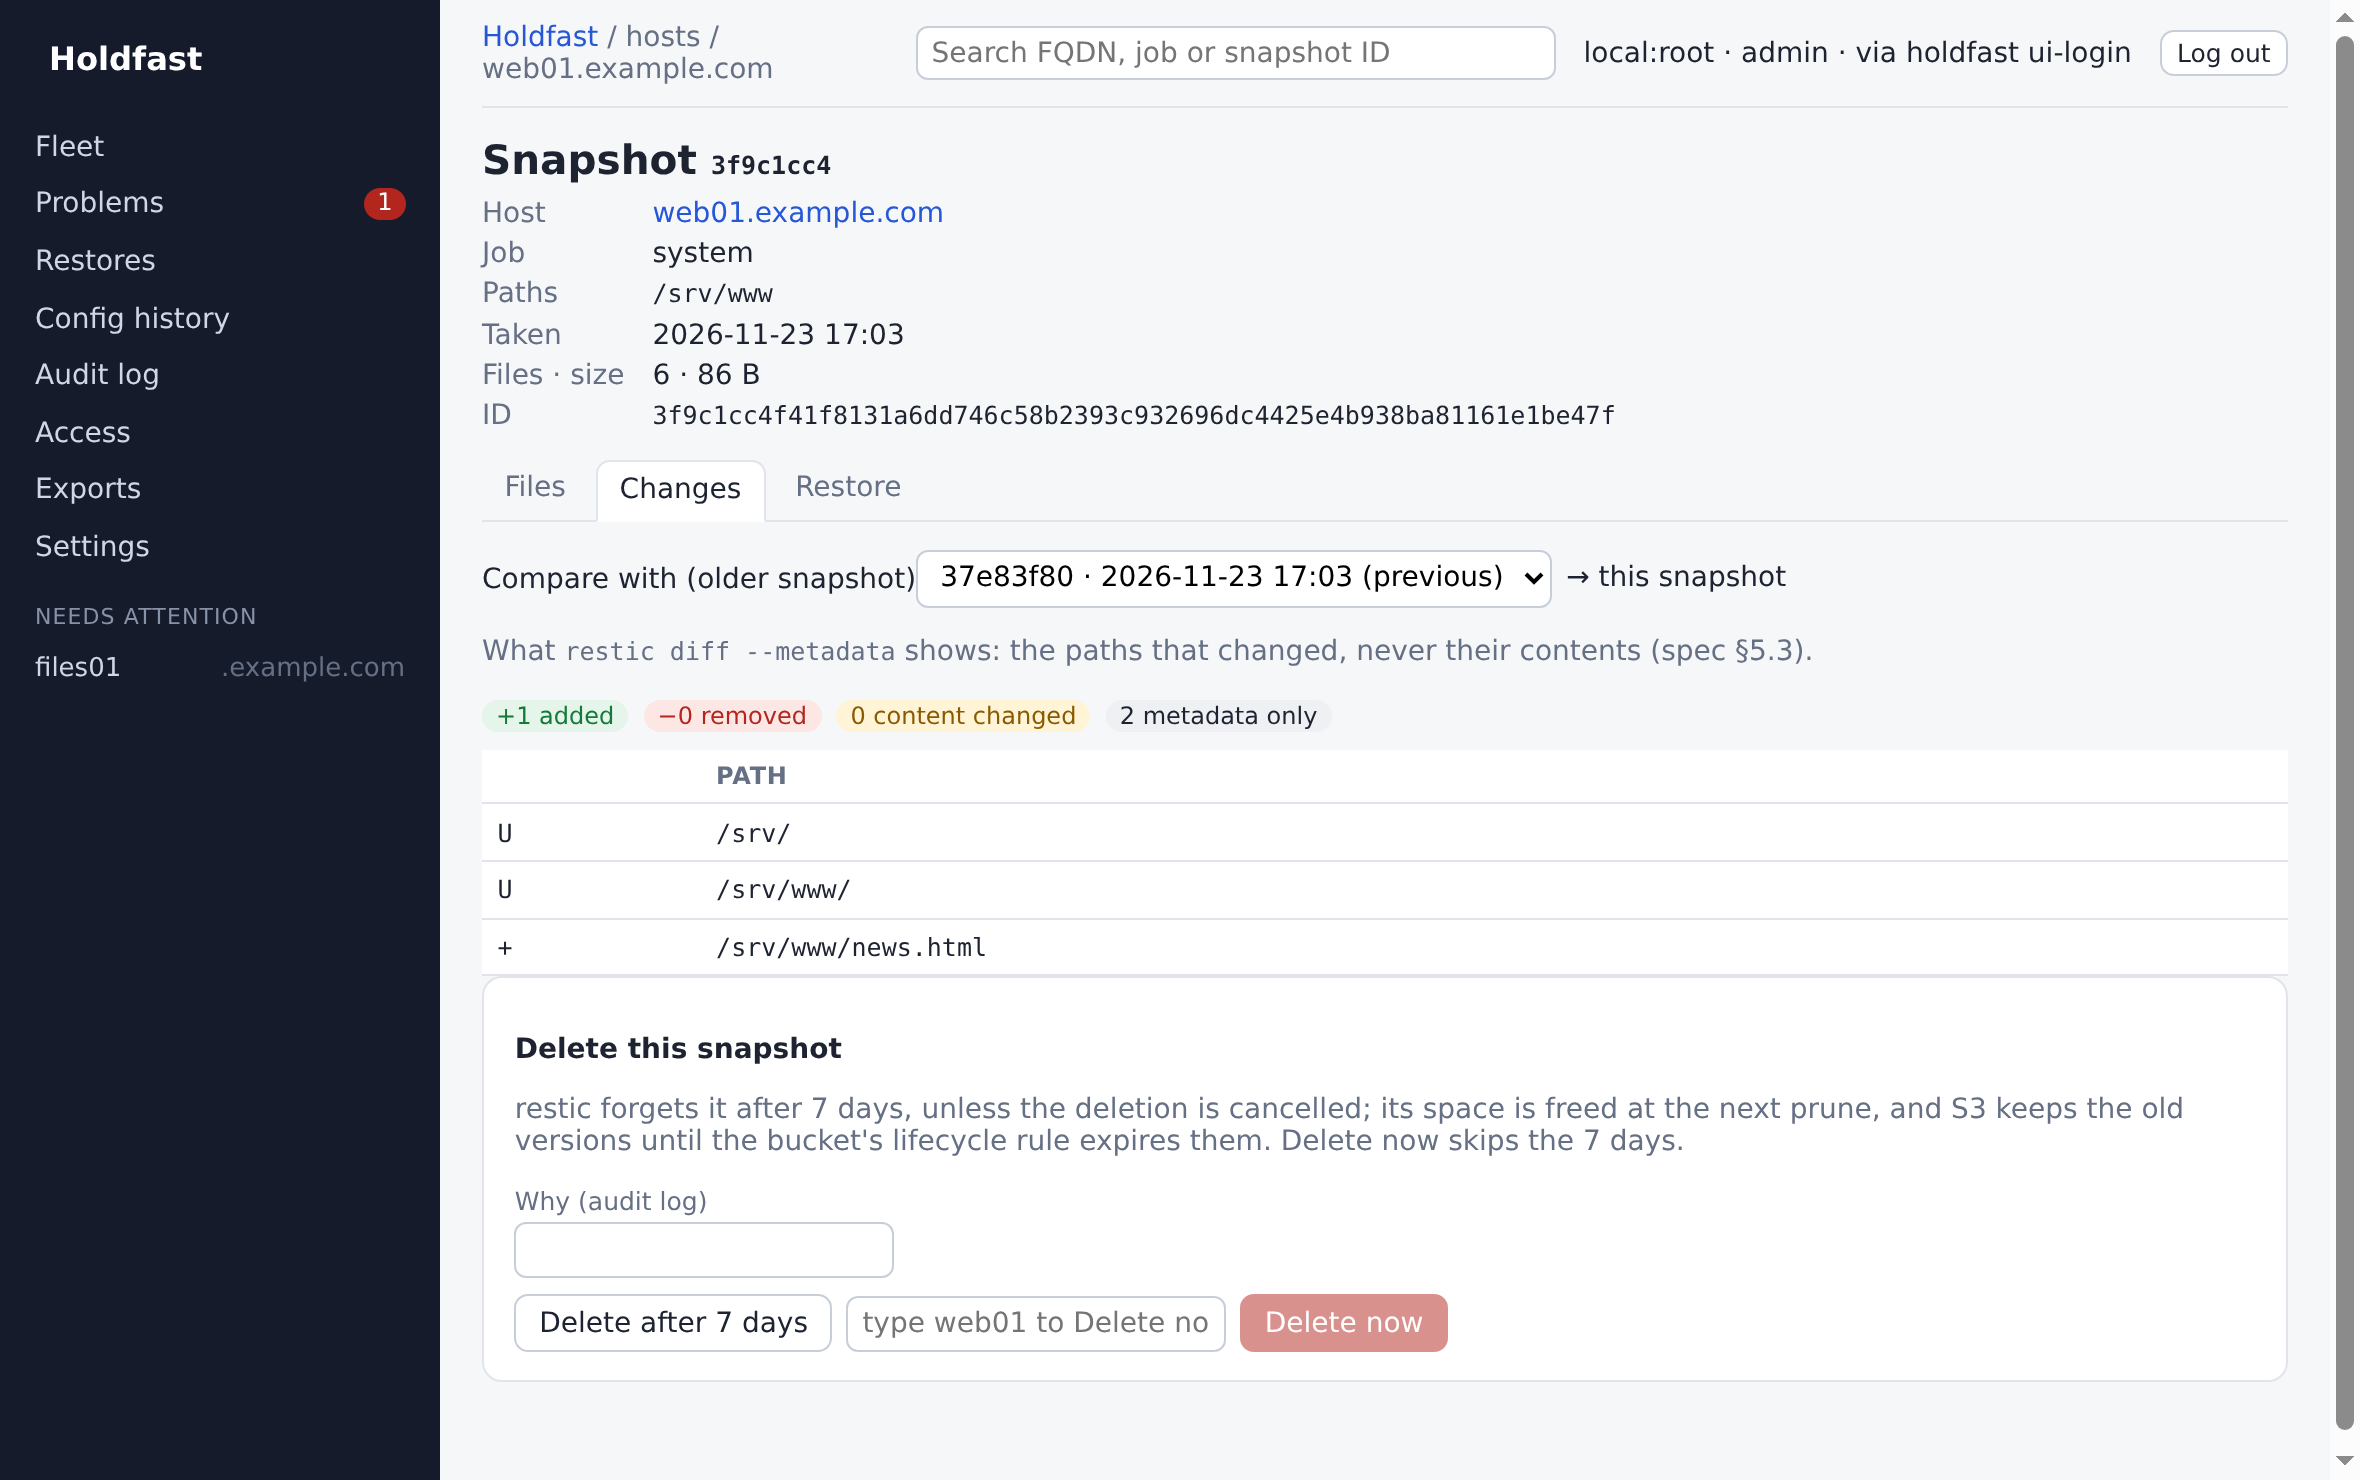 Holdfast
Fleet
Problems 1
Restores
Config history
Audit log
Access
Exports
Settings
NEEDS ATTENTION
files01 .example.com
Holdfast / hosts /
web01.example.com
Search FQDN, job or snapshot ID
local:root · admin · via holdfast ui-login
Log out
Snapshot 3f9c1cc4
Host web01.example.com
Job system
Paths /srv/www
Taken 2026-11-23 17:03
Files · size 6 · 86 B
ID 3f9c1cc4f41f8131a6dd746c58b2393c932696dc4425e4b938ba81161e1be47f
Files Changes Restore
Compare with (older snapshot) 37e83f80 · 2026-11-23 17:03 (previous) → this snapshot
What restic diff --metadata shows: the paths that changed, never their contents (spec §5.3).
+1 added −0 removed 0 content changed 2 metadata only
PATH
U /srv/
U /srv/www/
+ /srv/www/news.html
Delete this snapshot
restic forgets it after 7 days, unless the deletion is cancelled; its space is freed at the next prune, and S3 keeps the old
versions until the bucket's lifecycle rule expires them. Delete now skips the 7 days.
Why (audit log)
Delete after 7 days type web01 to Delete no Delete now